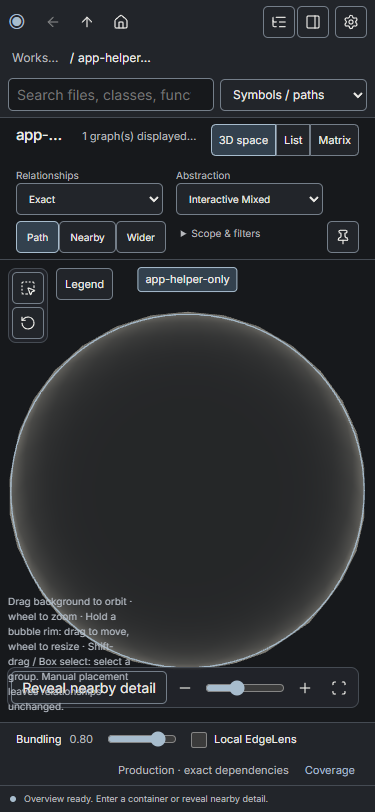 Works... / app-helper...
Search files, classes, func
Symbols / paths
app-... 1 graph(s) displayed... 3D space List Matrix
Relationships Abstraction
Exact Interactive Mixed
Path Nearby Wider ▶ Scope & filters
Legend app-helper-only
Drag background to orbit ·
wheel to zoom · Hold a
bubble rim: drag to move,
wheel to resize · Shift-
drag / Box select: select a
group. Manual placement
leaves relationships
unchanged.
Reveal nearby detail
Bundling 0.80 Local EdgeLens
Production · exact dependencies Coverage
Overview ready. Enter a container or reveal nearby detail.